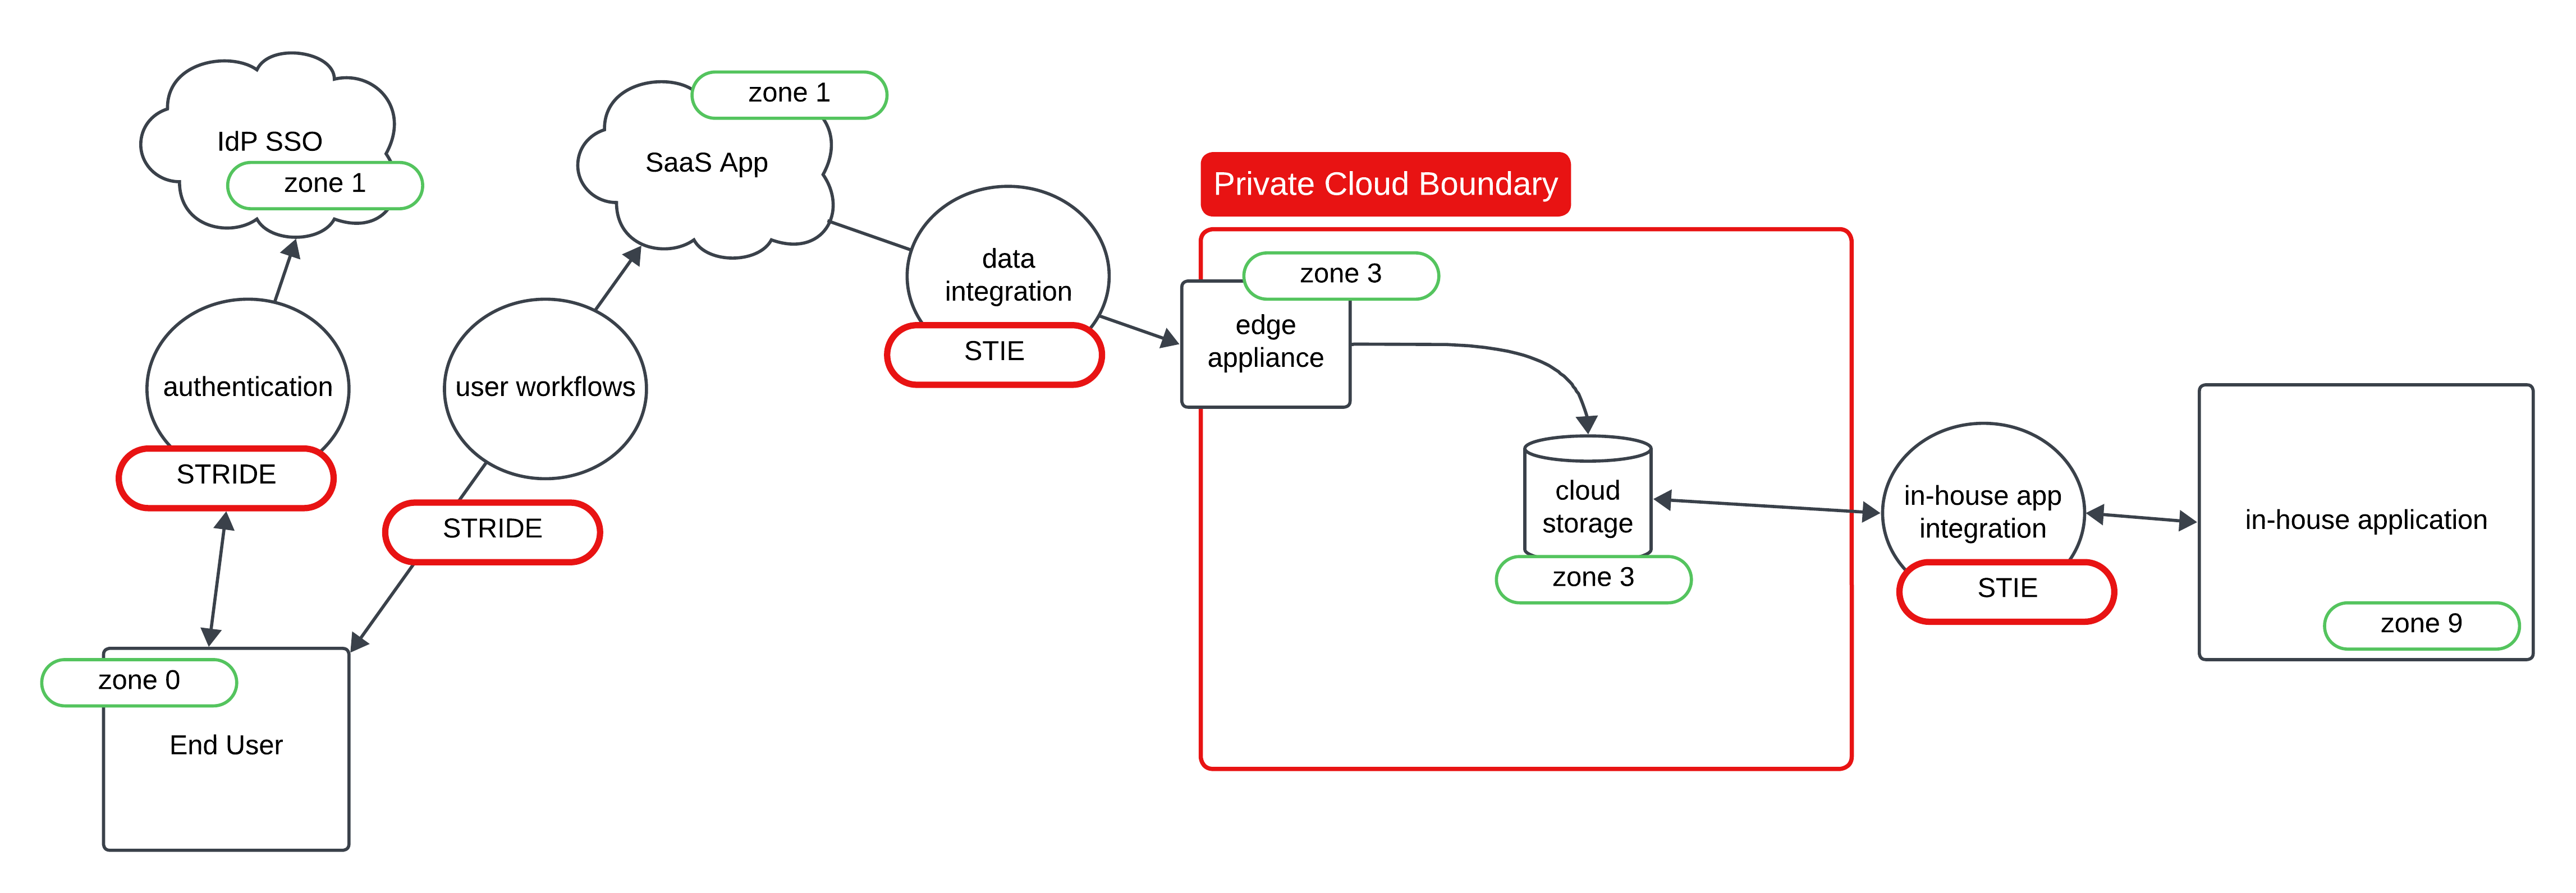 IdP SSO
zone 1
zone 1
SaaS App
Private Cloud Boundary
data
integration
STIE
zone 3
edge
appliance
authentication
STRIDE
user workflows
STRIDE
cloud
storage
zone 3
in-house app
integration
STIE
in-house application
zone 9
zone 0
End User